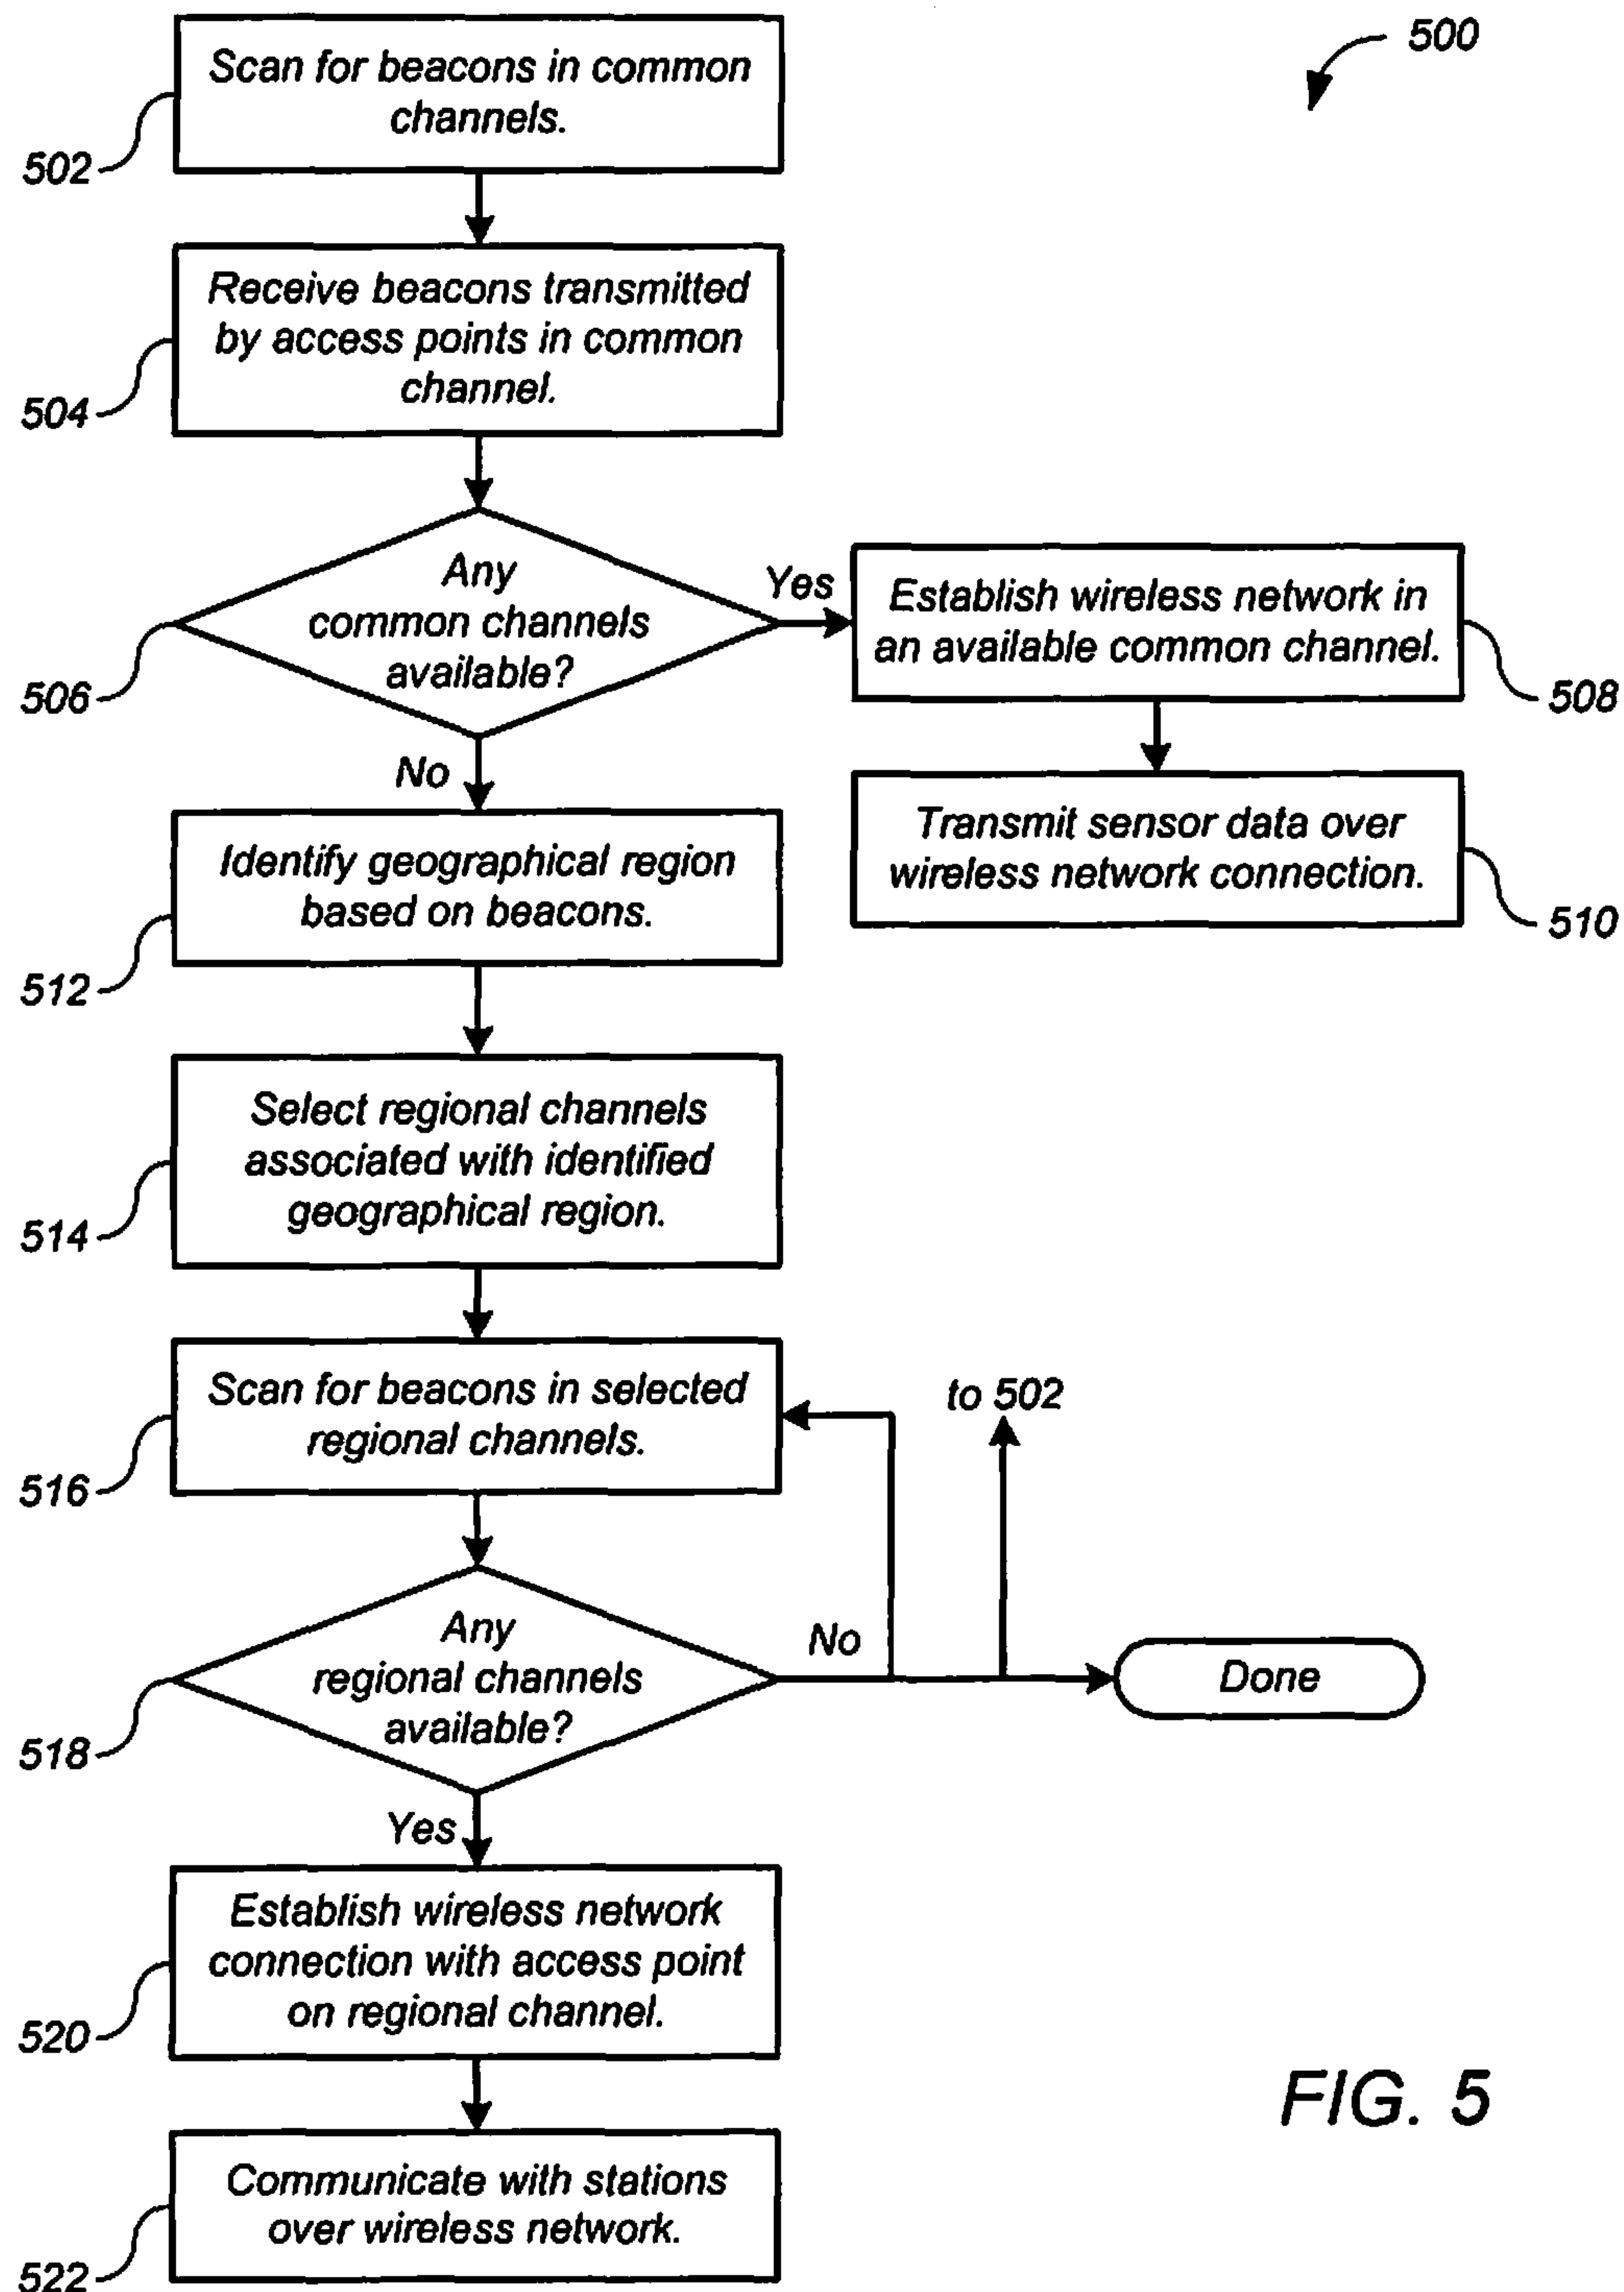 500
Scan for beacons in common
channels.
502
Receive beacons transmitted
by access points in common
channel.
504
Any
common channels
available?
506
Yes
Establish wireless network in
an available common channel.
508
No
Transmit sensor data over
wireless network connection.
510
Identify geographical region
based on beacons.
512
Select regional channels
associated with identified
geographical region.
514
Scan for beacons in selected
regional channels.
516
to 502
Any
regional channels
available?
518
No
Done
Yes
Establish wireless network
connection with access point
on regional channel.
520
Communicate with stations
over wireless network.
522
FIG. 5